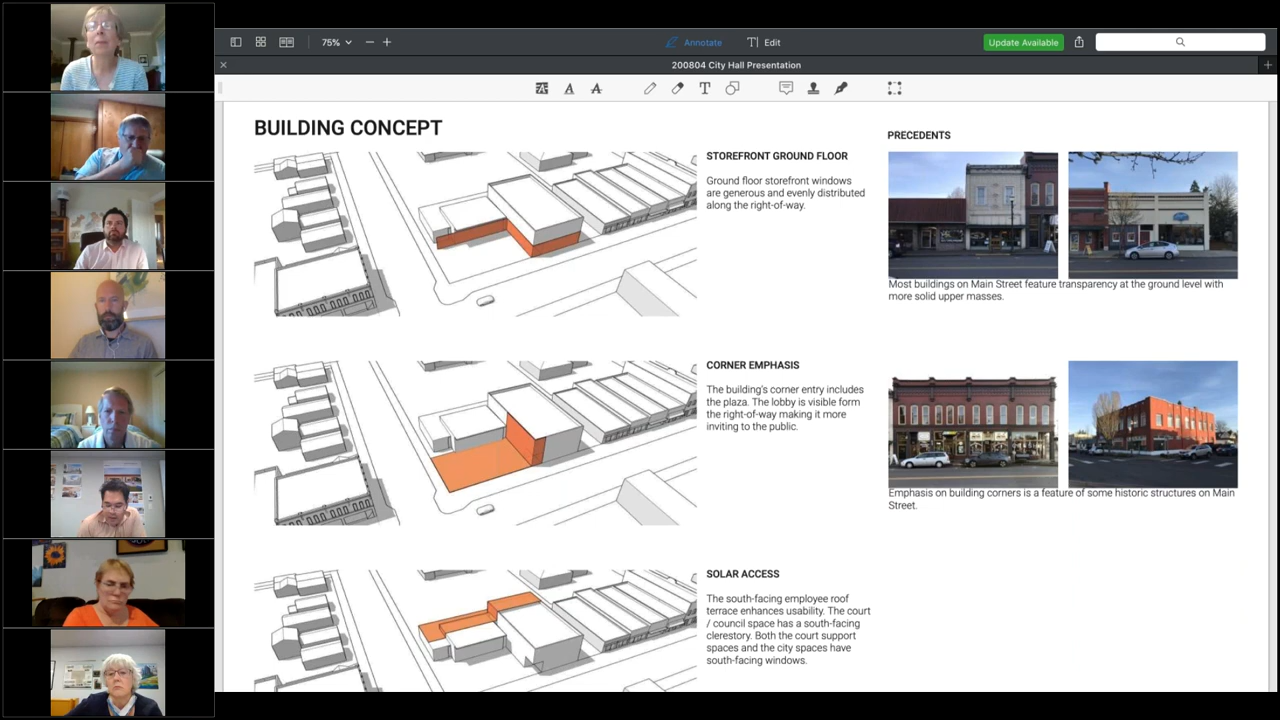 75%
Annotate
Edit
Update Available
200804 City Hall Presentation
BUILDING CONCEPT
STOREFRONT GROUND FLOOR
Ground floor storefront windows
are generous and evenly distributed
along the right-of-way.
PRECEDENTS
Most buildings on Main Street feature transparency at the ground level with
more solid upper masses.
CORNER EMPHASIS
The building's corner entry includes
the plaza. The lobby is visible form
the right-of-way making it more
inviting to the public.
Emphasis on building corners is a feature of some historic structures on Main
Street.
SOLAR ACCESS
The south-facing employee roof
terrace enhances usability. The court
/ council space has a south-facing
clerestory. Both the court support
spaces and the city spaces have
south-facing windows.